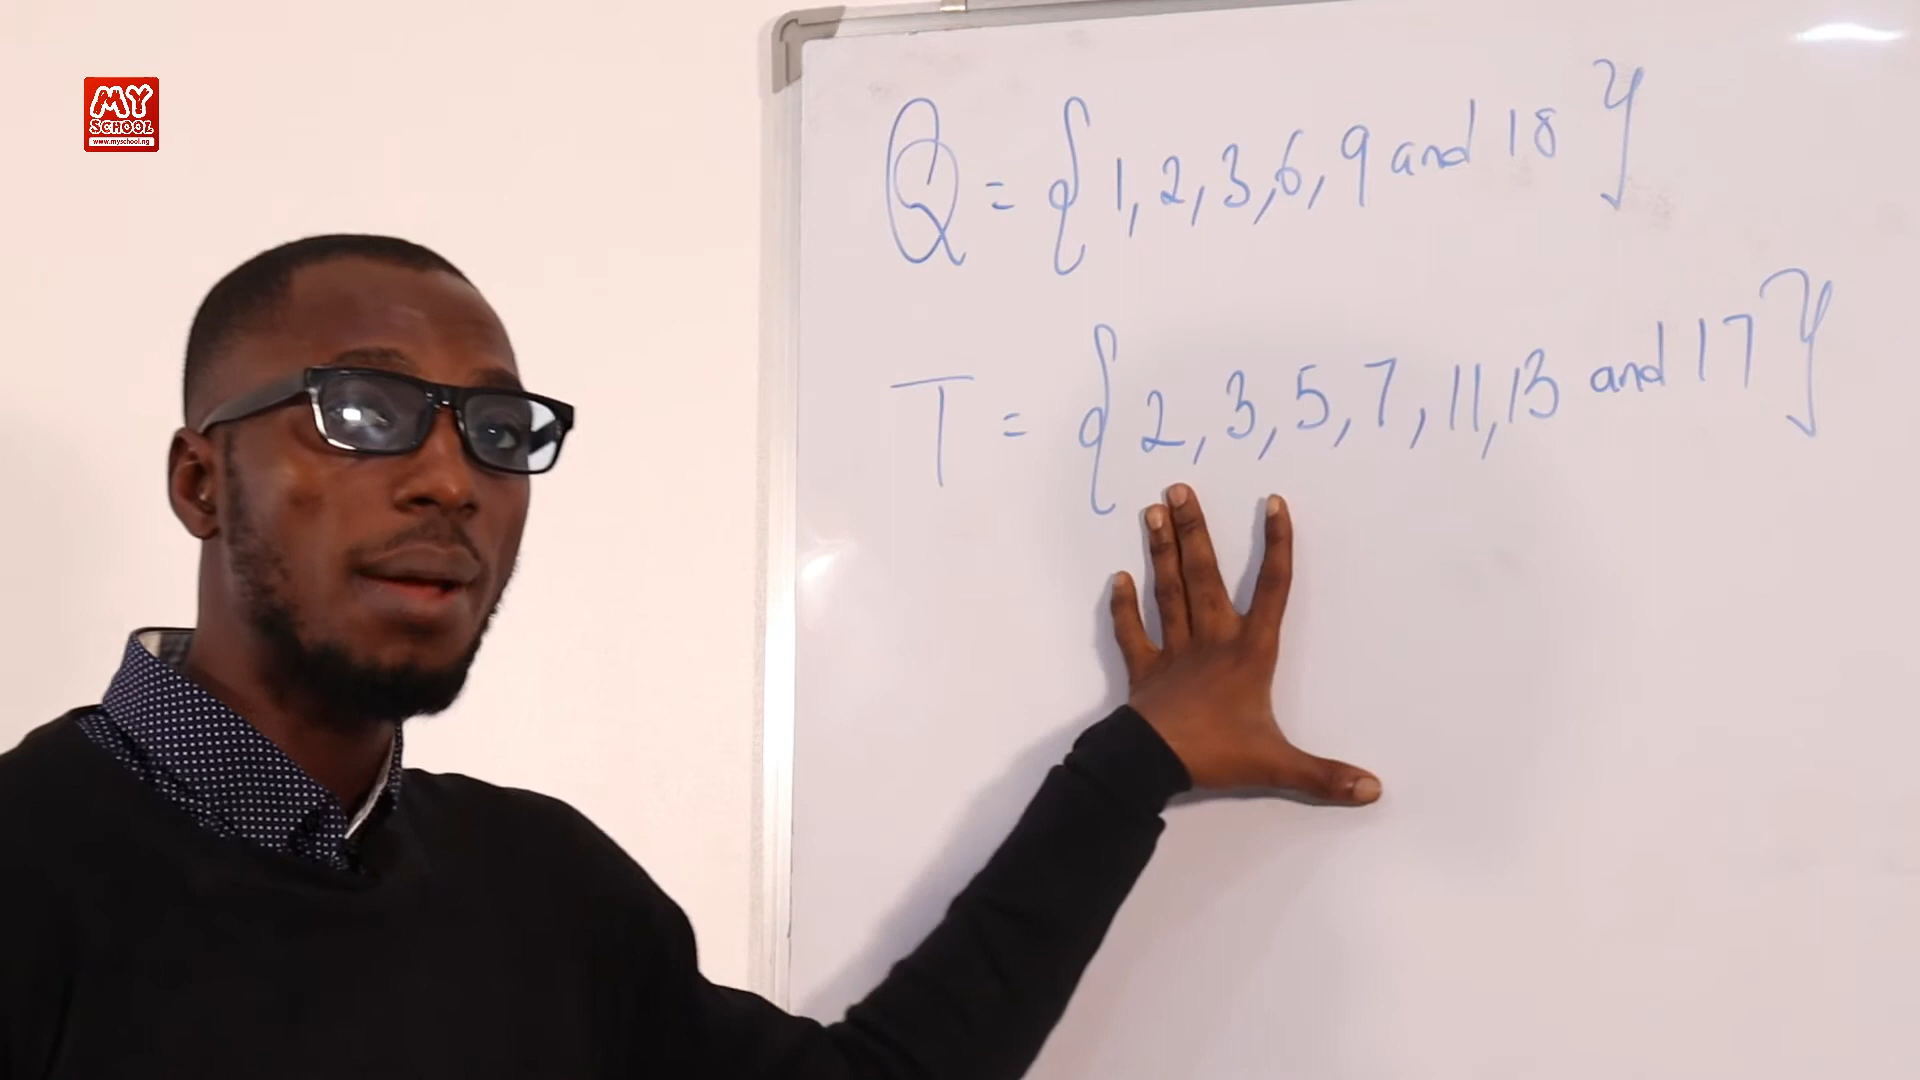 MY
SCHOOL
www.myschool.ng
Q = { 1, 2, 3, 6, 9 and 18 }
T = { 2, 3, 5, 7, 11, 13 and 17 }